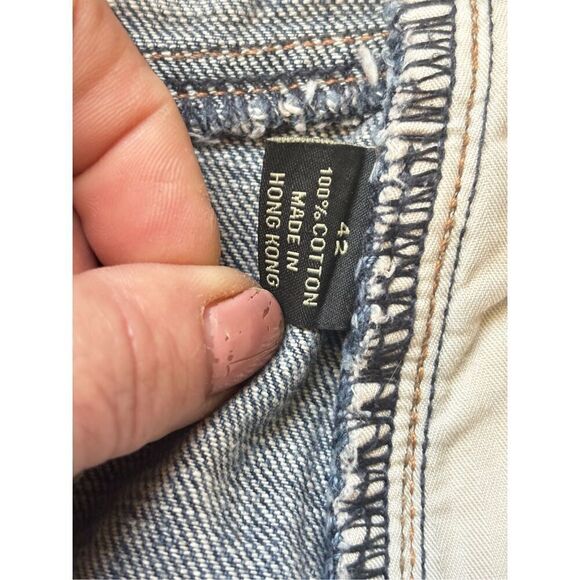 42
100% COTTON
MADE IN
HONG KONG